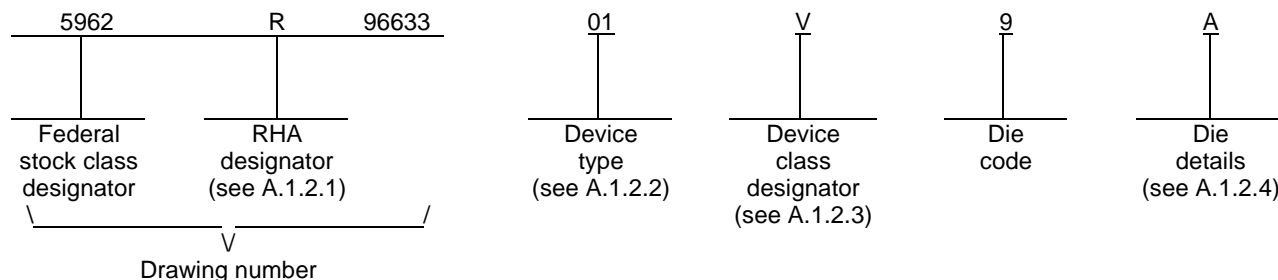 5962 R 96633 01 V 9 A
Federal stock class designator
RHA designator (see A.1.2.1)
Device type (see A.1.2.2)
Device class designator (see A.1.2.3)
Die code
Die details (see A.1.2.4)
\ /
\/
Drawing number